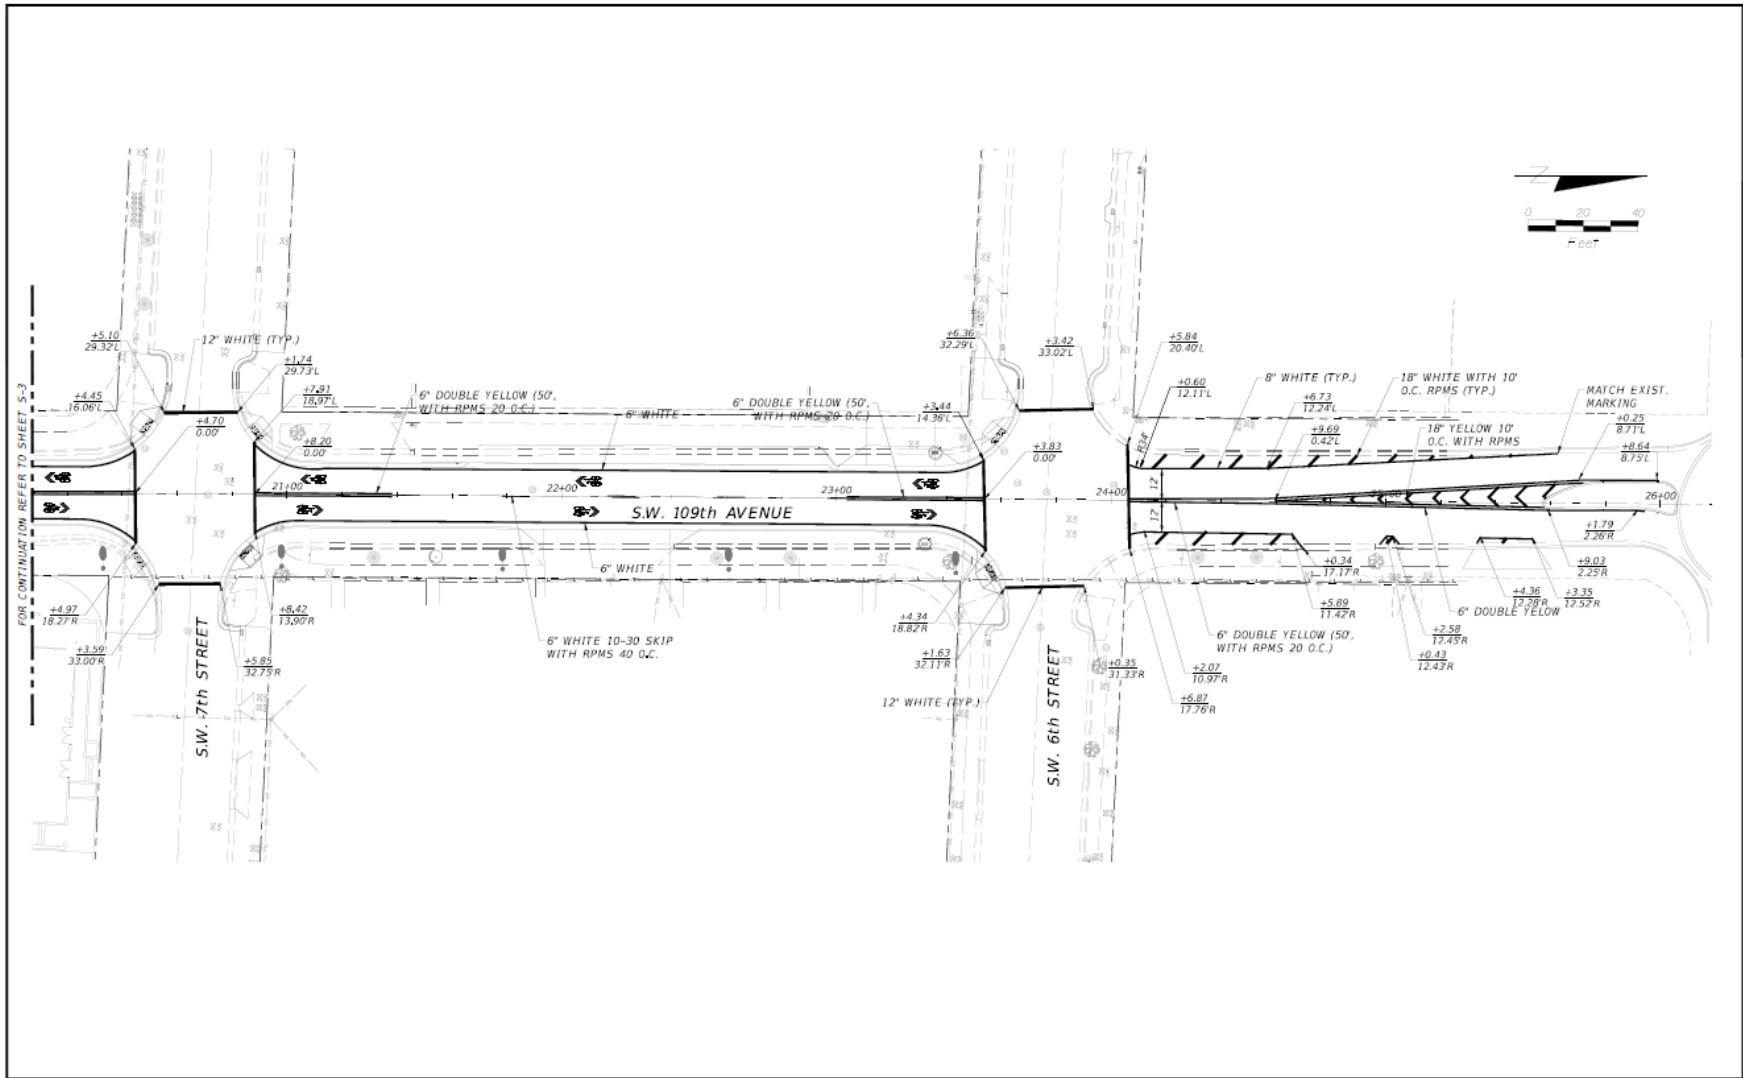 Z
0 20 40
Feet
FOR CONTINUATION REFER TO SHEET S-3
+5.10
29.32'L
12" WHITE (TYP.)
+1.74
29.73'L
+4.45
16.06'L
+4.70
0.00'
+7.91
18.97'L
+8.20
0.00'
6" DOUBLE YELLOW (50',
WITH RPMS 20 O.C.)
6" WHITE
6" DOUBLE YELLOW (50',
WITH RPMS 20 O.C.)
+6.36
32.29'L
+3.42
33.02'L
+3.44
14.36'L
+3.83
0.00'
+5.84
20.40'L
+0.60
12.11'L
8" WHITE (TYP.)
+6.73
12.24'L
18" WHITE WITH 10'
O.C. RPMS (TYP.)
+9.69
0.42'L
18" YELLOW 10'
O.C. WITH RPMS
MATCH EXIST.
MARKING
+0.25
8.71'L
+8.64
8.75'L
R34'
12'
12'
21+00
22+00
23+00
24+00
26+00
S.W. 109th AVENUE
6" WHITE
6" WHITE 10-30 SKIP
WITH RPMS 40 O.C.
+4.97
18.27'R
+3.59
33.00'R
+8.42
13.90'R
+5.85
32.75'R
S.W. 7th STREET
+4.34
18.82'R
+1.63
32.11'R
12" WHITE (TYP.)
S.W. 6th STREET
+0.35
31.33'R
+6.87
17.76'R
+2.07
10.97'R
6" DOUBLE YELLOW (50',
WITH RPMS 20 O.C.)
+5.89
11.42'R
+0.34
17.17'R
+0.43
12.43'R
+2.58
12.45'R
6" DOUBLE YELOW
+4.36
12.28'R
+3.35
12.52'R
+9.03
2.25'R
+1.79
2.26'R